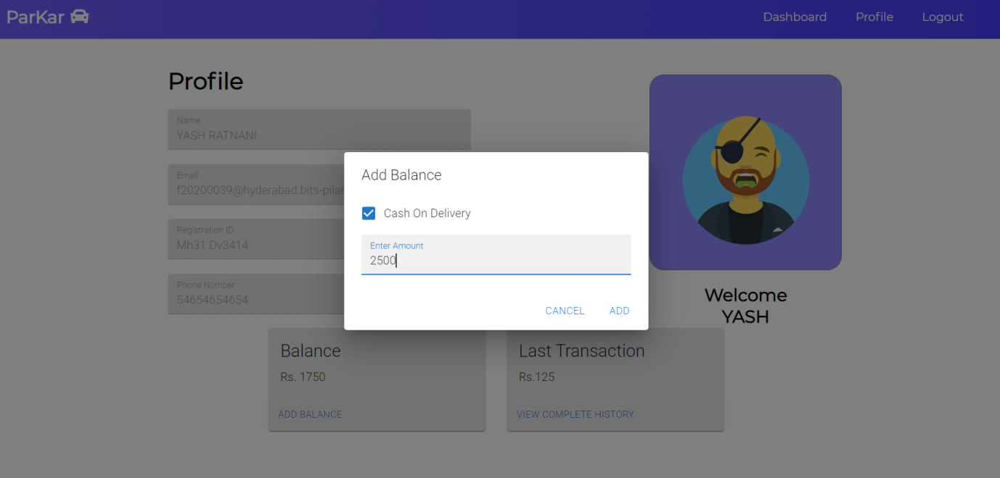 ParKar
Dashboard
Profile
Logout
Profile
Name
YASH RATNANI
Email
f20200039@hyderabad.bits-pilan
Registration ID
Mh31 Dv3414
Phone Number
54654654654
Add Balance
Cash On Delivery
Enter Amount
2500
CANCEL
ADD
Welcome
YASH
Balance
Rs. 1750
ADD BALANCE
Last Transaction
Rs.125
VIEW COMPLETE HISTORY